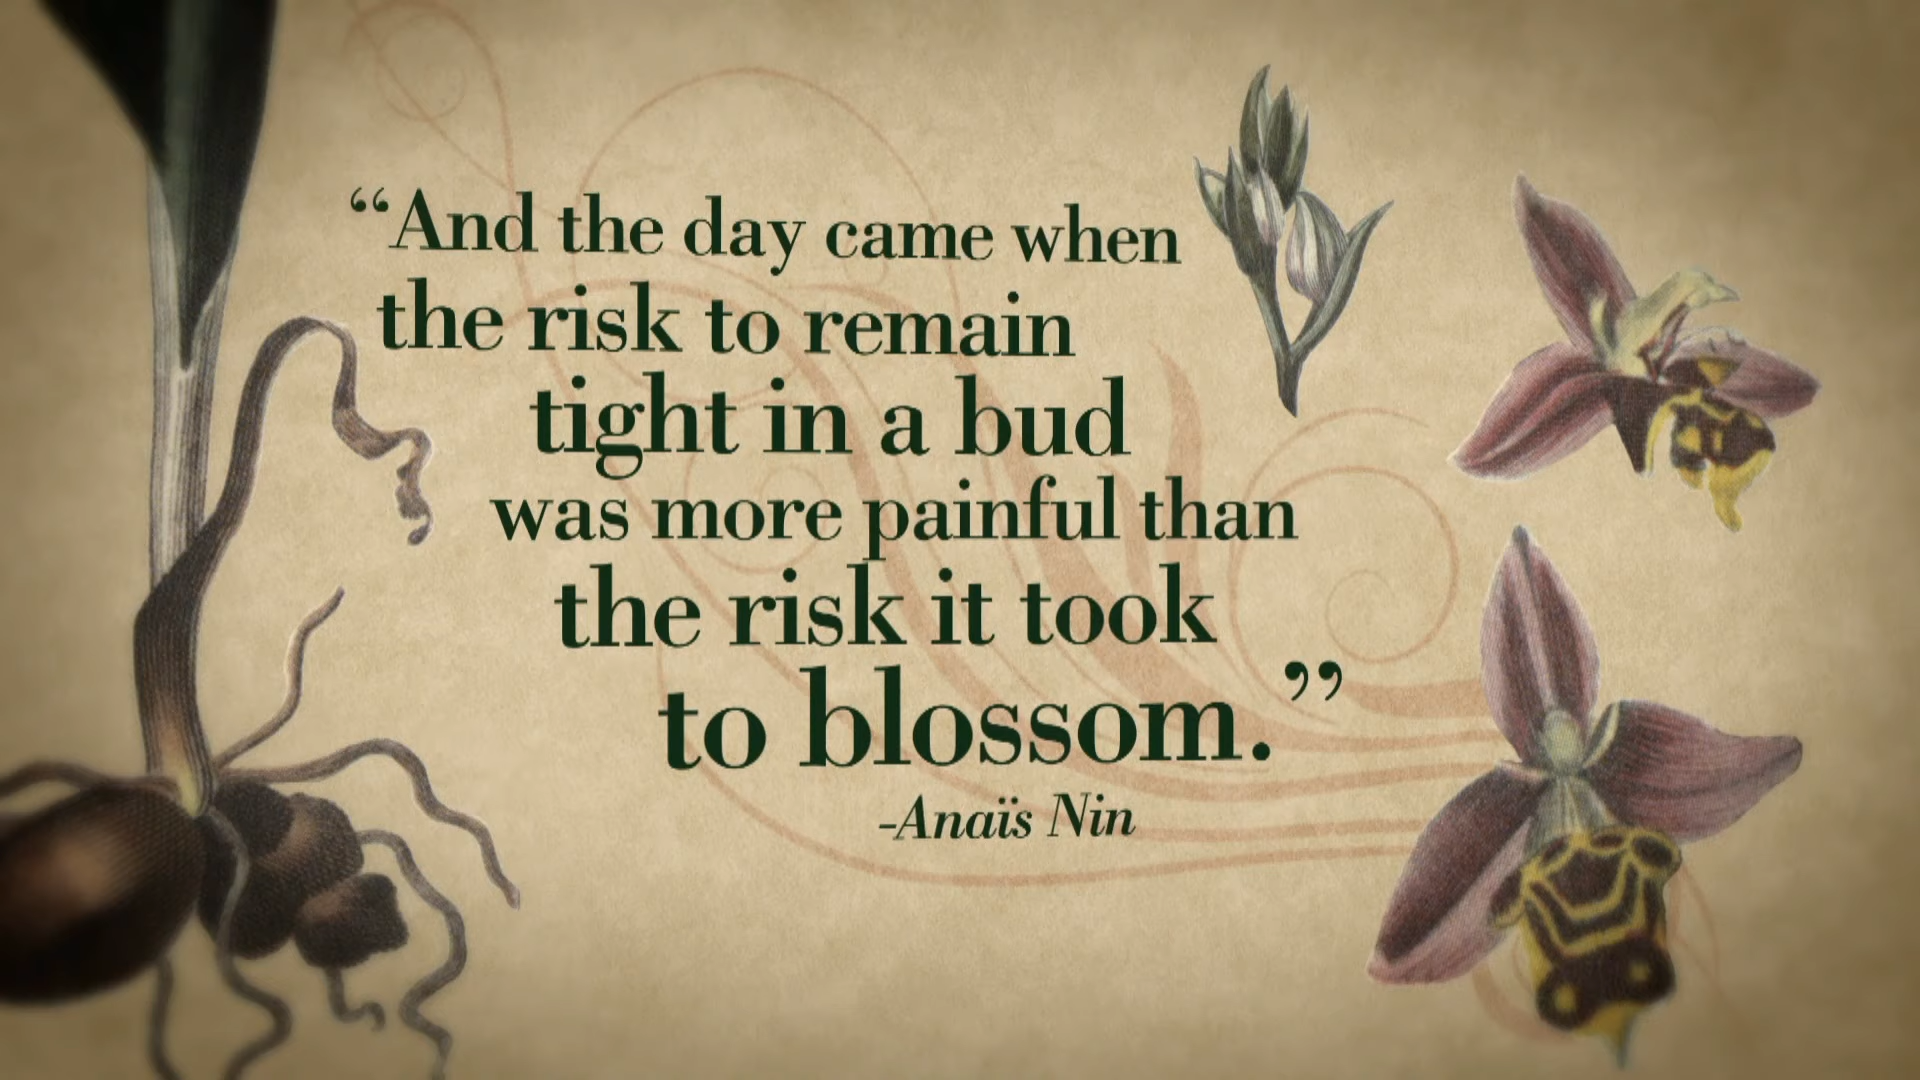 “And the day came when
the risk to remain
tight in a bud
was more painful than
the risk it took
to blossom.”
-Anaïs Nin